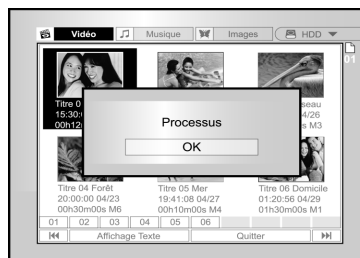 Vidéo Musique Images HDD
01
Titre 0 seau
15:30: 4/26
00h12 s M3
Processus
OK
Titre 04 Forêt Titre 05 Mer Titre 06 Domicile
20:00:00 04/23 19:41:08 04/27 01:20:56 04/29
00h30m00s M6 00h10m00s M4 01h30m00s M1
01 02 03 04 05 06
Affichage Texte Quitter